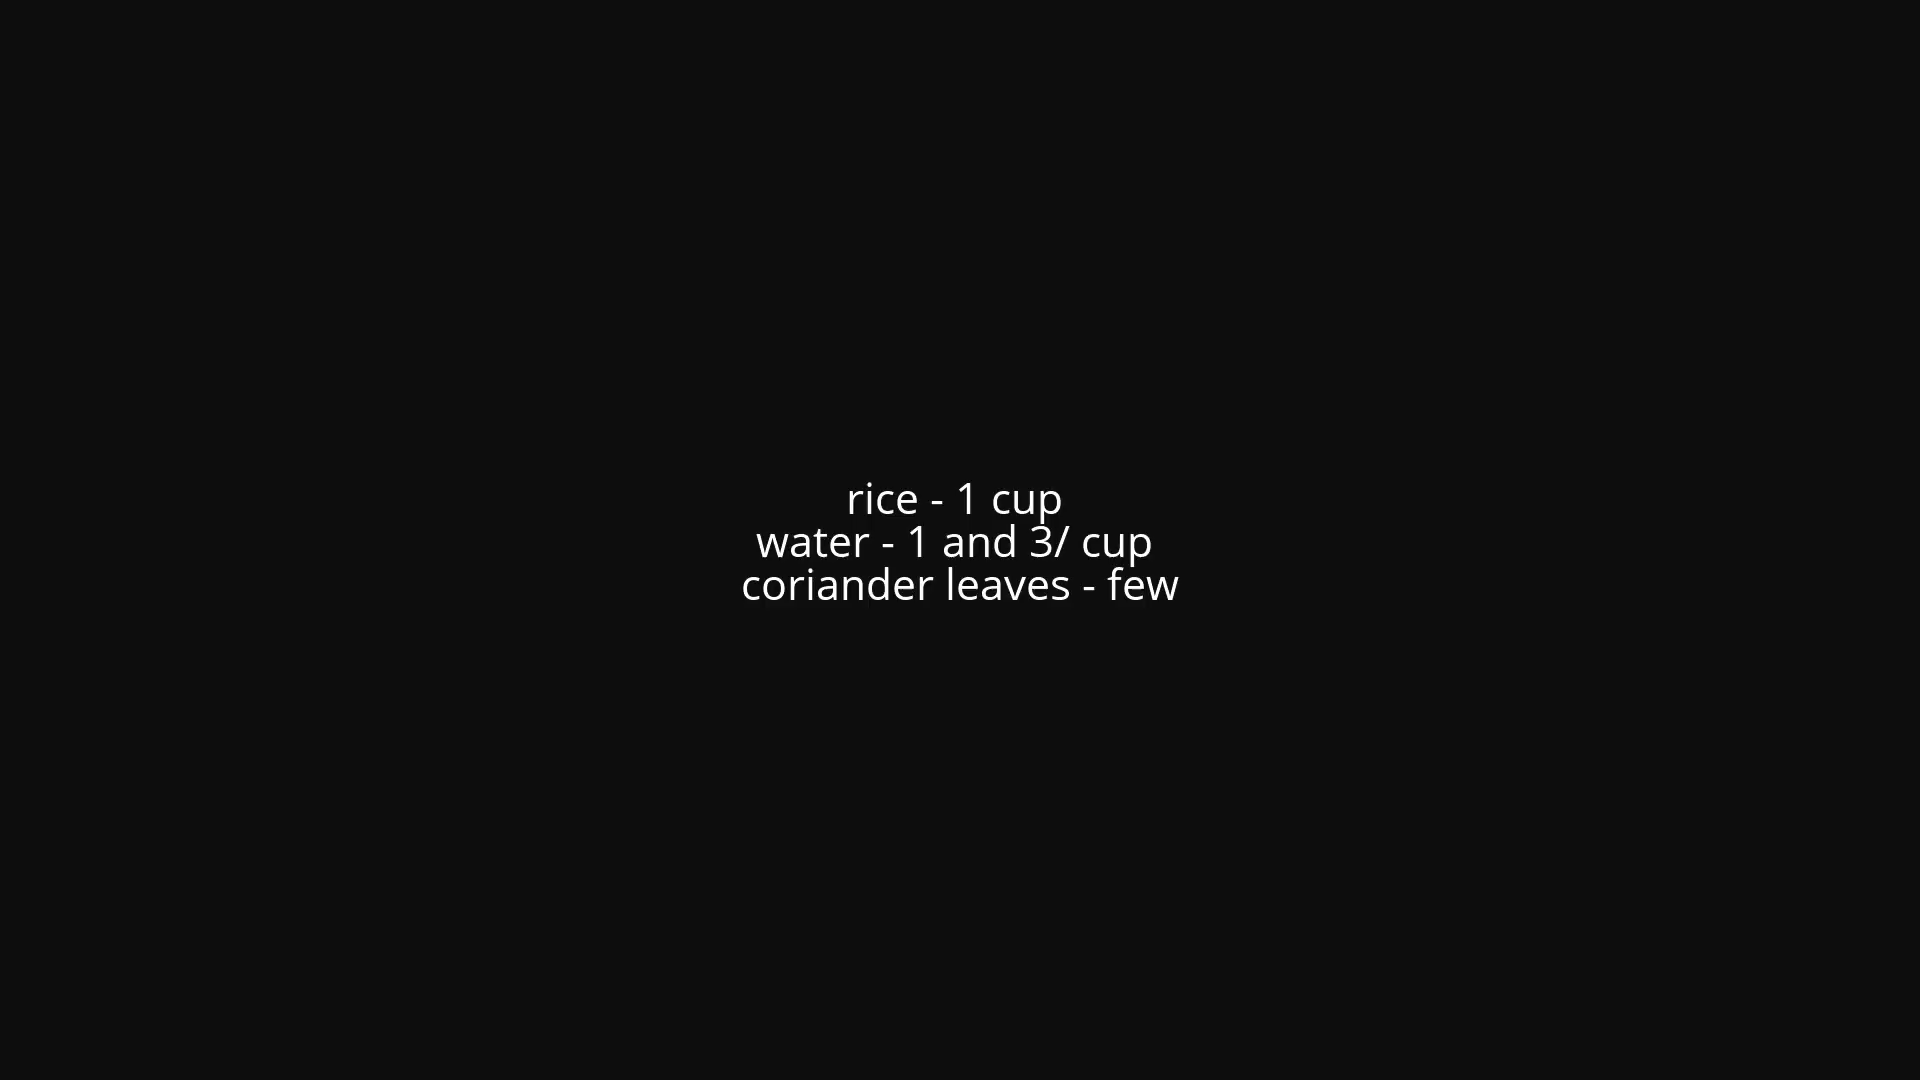 rice - 1 cup
water - 1 and 3/ cup
coriander leaves - few